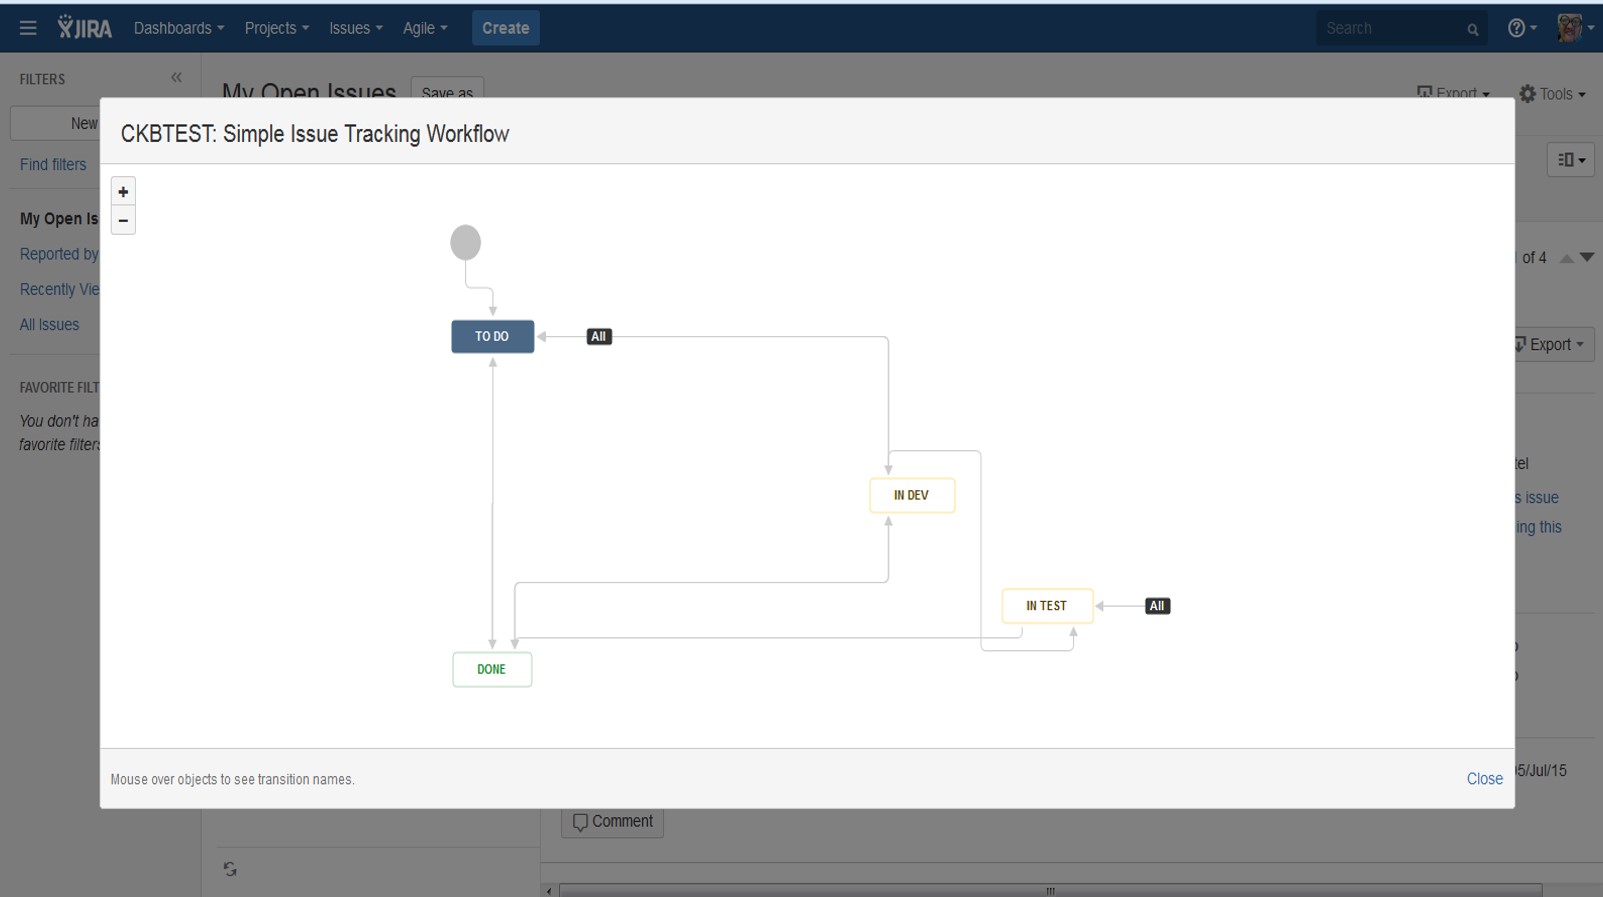 JIRA Dashboards Projects Issues Agile Create Search
FILTERS
My Open Issues Save as Export Tools
New
CKBTEST: Simple Issue Tracking Workflow
Find filters
+
−
My Open Is
Reported by
of 4
Recently Vie
All Issues
TO DO All
Export
FAVORITE FILT
You don't ha
favorite filters
tel
IN DEV
s issue
ing this
IN TEST All
DONE
Mouse over objects to see transition names.
Close
05/Jul/15
Comment